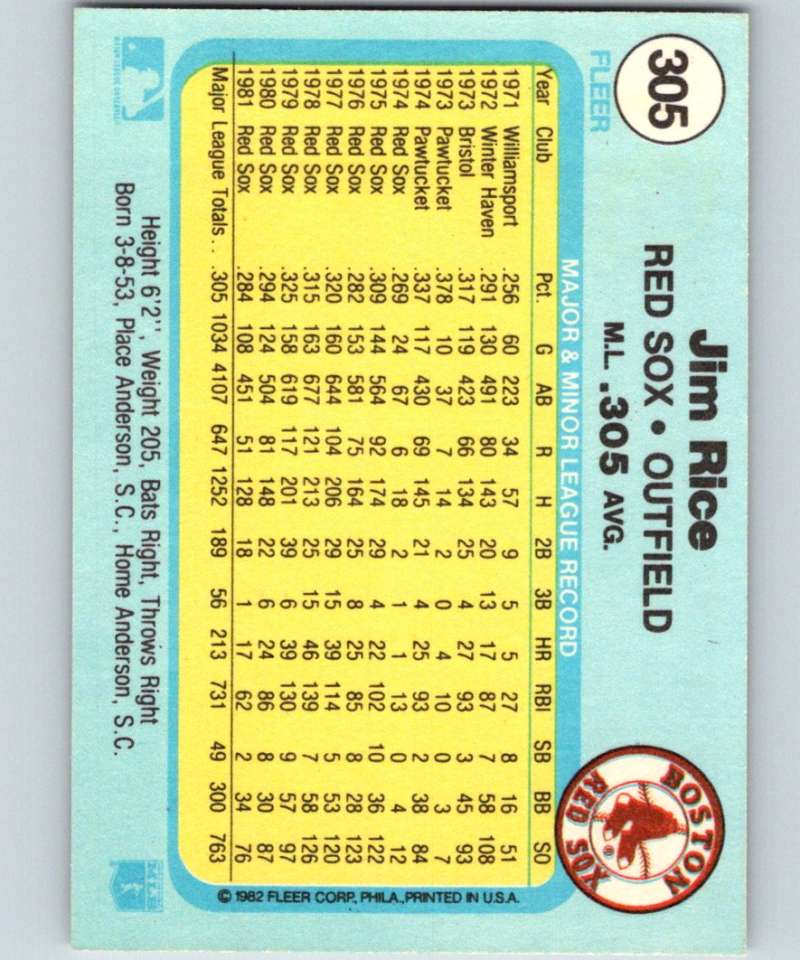 305
FLEER
Jim Rice
RED SOX • OUTFIELD
M.L. .305 AVG.
BOSTON
RED SOX
MAJOR & MINOR LEAGUE RECORD
Year Club Pct. G AB R H 2B 3B HR RBI SB BB SO
1971 Williamsport .256 60 223 34 57 9 5 5 27 8 16 51
1972 Winter Haven .291 130 491 80 143 20 13 17 87 7 58 108
1973 Bristol .317 119 423 66 134 25 4 27 93 3 45 93
1973 Pawtucket .378 10 37 7 14 2 0 4 10 0 3 7
1974 Pawtucket .337 117 430 69 145 21 4 25 93 2 38 84
1974 Red Sox .269 24 67 6 18 2 1 1 13 0 4 12
1975 Red Sox .309 144 564 92 174 29 4 22 102 10 36 122
1976 Red Sox .282 153 581 75 164 25 8 25 85 8 28 123
1977 Red Sox .320 160 644 104 206 29 15 39 114 5 53 120
1978 Red Sox .315 163 677 121 213 25 15 46 139 7 58 126
1979 Red Sox .325 158 619 117 201 39 6 39 130 9 57 97
1980 Red Sox .294 124 504 81 148 22 6 24 86 8 30 87
1981 Red Sox .284 108 451 51 128 18 1 17 62 2 34 76
Major League Totals . . .305 1034 4107 647 1252 189 56 213 731 49 300 763
© 1982 FLEER CORP., PHILA., PRINTED IN U.S.A.
Height 6'2", Weight 205, Bats Right, Throws Right
Born 3-8-53, Place Anderson, S.C., Home Anderson, S.C.